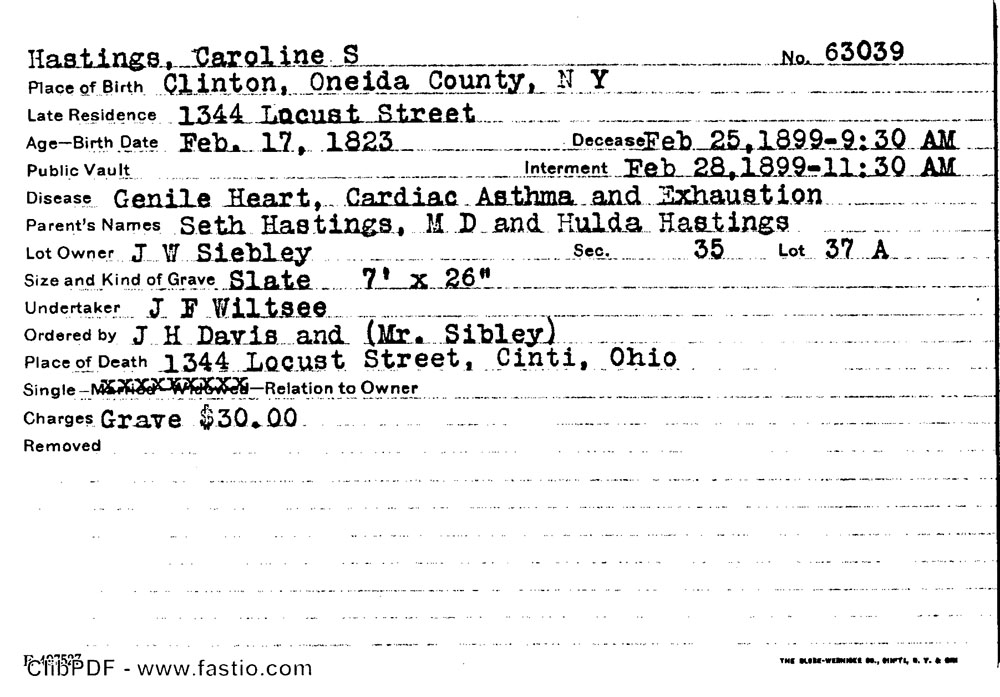 Hastings, Caroline S No. 63039
Place of Birth Clinton, Oneida County, N Y
Late Residence 1344 Locust Street
Age—Birth Date Feb. 17, 1823 Decease Feb 25,1899-9:30 AM
Public Vault Interment Feb 28,1899-11:30 AM
Disease Genile Heart, Cardiac Asthma and Exhaustion
Parent's Names Seth Hastings, M D and Hulda Hastings
Lot Owner J W Siebley Sec. 35 Lot 37 A
Size and Kind of Grave Slate 7' x 26"
Undertaker J F Wiltsee
Ordered by J H Davis and (Mr. Sibley)
Place of Death 1344 Locust Street, Cinti, Ohio
Single—Married—Widowed—Relation to Owner
Charges Grave $30.00
Removed
ClibPDF - www.fastio.com
THE GLOBE-WERNICKE CO., CINTI, N. Y. & CHI